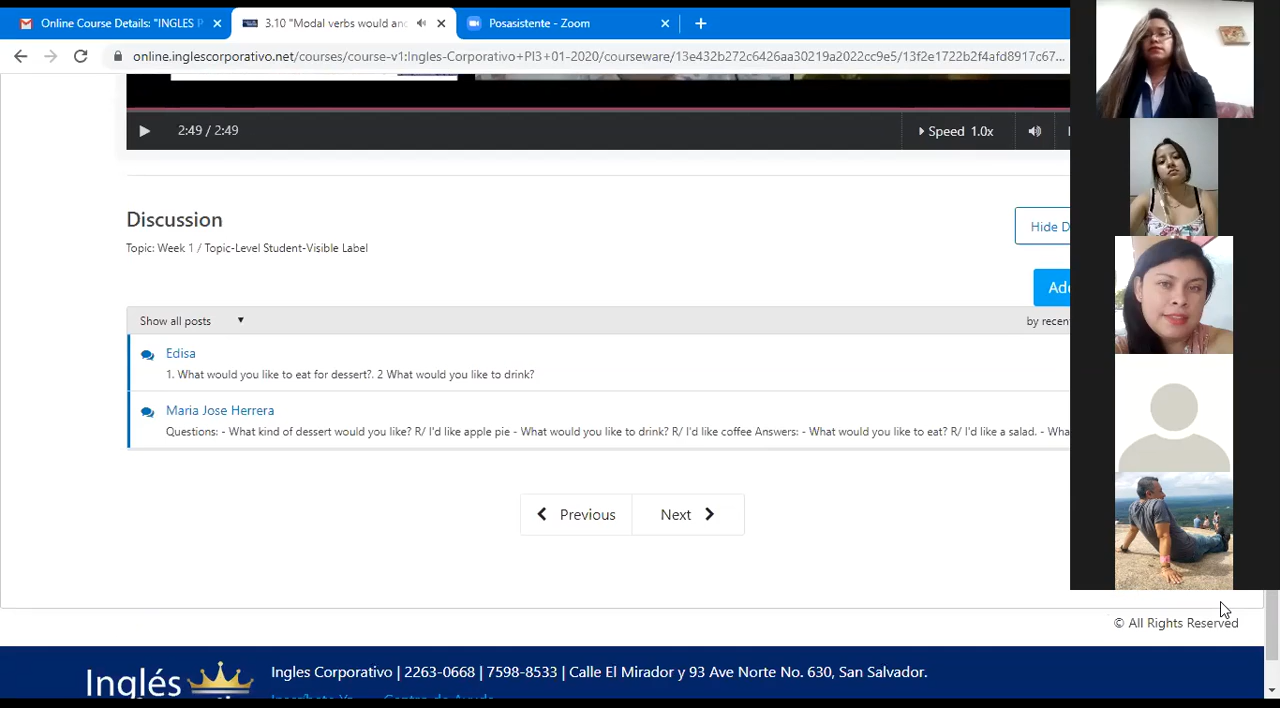 Online Course Details: "INGLES P
3.10 "Modal verbs would and
Posasistente - Zoom
online.inglescorporativo.net/courses/course-v1:Ingles-Corporativo+PI3+01-2020/courseware/13e432b272c6426aa30219a2022cc9e5/13f2e1722b2f4afd8917c67...
2:49 / 2:49
Speed 1.0x
Discussion
Hide D
Topic: Week 1 / Topic-Level Student-Visible Label
Add
Show all posts
by recen
Edisa
1. What would you like to eat for dessert?. 2 What would you like to drink?
Maria Jose Herrera
Questions: - What kind of dessert would you like? R/ I'd like apple pie - What would you like to drink? R/ I'd like coffee Answers: - What would you like to eat? R/ I'd like a salad. - Wha
Previous
Next
© All Rights Reserved
Inglés
Ingles Corporativo | 2263-0668 | 7598-8533 | Calle El Mirador y 93 Ave Norte No. 630, San Salvador.